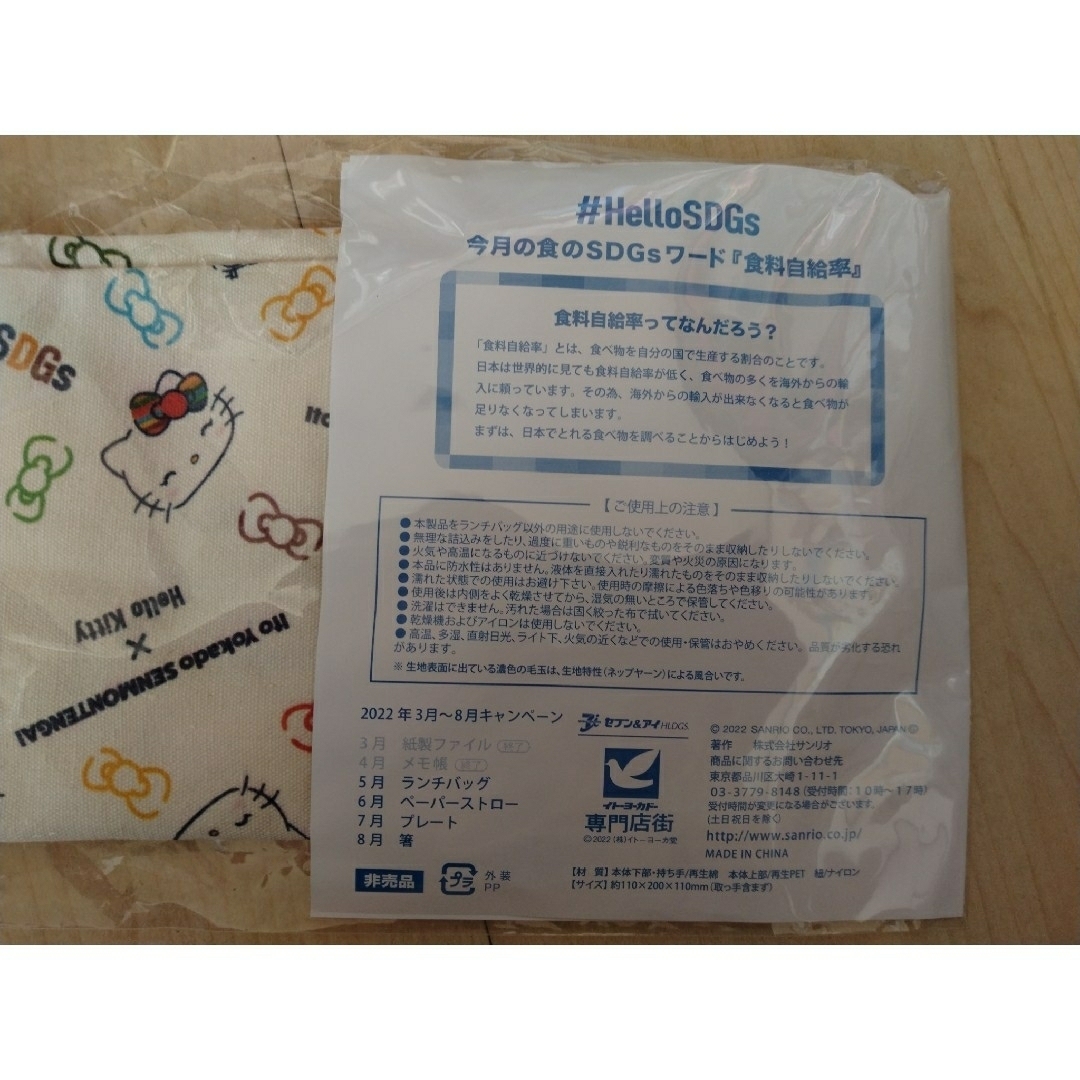 #HelloSDGs
今月の食のSDGsワード『食料自給率』
食料自給率ってなんだろう？
「食料自給率」とは、食べ物を自分の国で生産する割合のことです。
日本は世界的に見ても食料自給率が低く、食べ物の多くを海外からの輸
入に頼っています。その為、海外からの輸入が出来なくなると食べ物が
足りなくなってしまいます。
まずは、日本でとれる食べ物を調べることからはじめよう！
【ご使用上の注意】
●本製品をランチバッグ以外の用途に使用しないでください。
●無理な詰込みをしたり、過度に重いものや鋭利なものをそのまま収納したりしないでください。
●火気や高温になるものに近づけないでください。変質や火災の原因になります。
●本品に防水性はありません。液体を直接入れたり濡れたものをそのまま収納したりしないでください。
●濡れた状態での使用はお避け下さい。使用時の摩擦による色落ちや色移りの可能性があります。
●使用後は内側をよく乾燥させてから、湿気の無いところで保管してください。
●洗濯はできません。汚れた場合は固く絞った布で拭いてください。
●乾燥機およびアイロンは使用しないでください。
●高温、多湿、直射日光、ライト下、火気の近くなどでの使用・保管はおやめください。品質が劣化する恐れ
があります。
※生地表面に出ている濃色の毛玉は、生地特性（ネップヤーン）による風合いです。
2022年3月〜8月キャンペーン
3月 紙製ファイル 終了
4月 メモ帳 終了
5月 ランチバッグ
6月 ペーパーストロー
7月 プレート
8月 箸
非売品
プラ
外装
PP
セブン&アイHLDGS.
イトーヨーカドー
専門店街
©2022（株）イトーヨーカ堂
© 2022 SANRIO CO., LTD. TOKYO, JAPAN Ⓛ
著作 株式会社サンリオ
商品に関するお問い合わせ先
東京都品川区大崎1-11-1
03-3779-8148（受付時間：10時〜17時）
受付時間が変更になる場合がございます。
（土日祝日を除く）
http://www.sanrio.co.jp/
MADE IN CHINA
【材 質】本体下部・持ち手/再生綿 本体上部/再生PET 紐/ナイロン
【サイズ】約110×200×110mm（取っ手含まず）
SDGs
Ito
Hello Kitty
×
Ito Yokado SENMONTENGAI